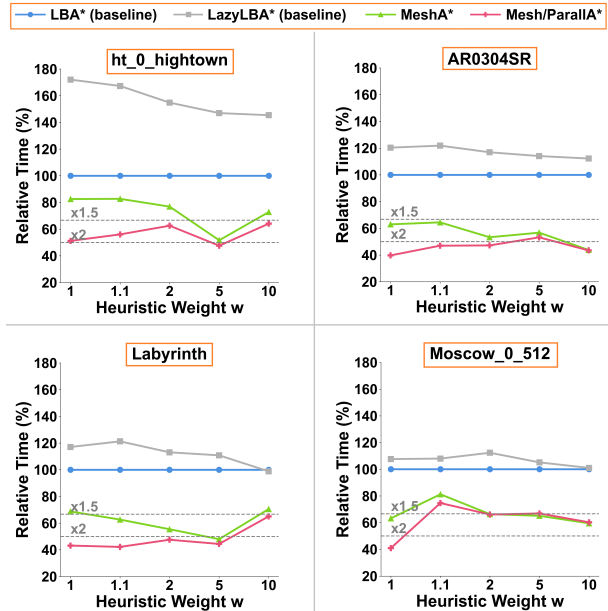 LBA* (baseline) LazyLBA* (baseline) MeshA* Mesh/ParallA*
ht_0_hightown
Relative Time (%)
180
160
140
120
100
80
60
40
20
x1.5
x2
1 1.1 2 5 10
Heuristic Weight w
AR0304SR
Relative Time (%)
180
160
140
120
100
80
60
40
20
x1.5
x2
1 1.1 2 5 10
Heuristic Weight w
Labyrinth
Relative Time (%)
180
160
140
120
100
80
60
40
20
x1.5
x2
1 1.1 2 5 10
Heuristic Weight w
Moscow_0_512
Relative Time (%)
180
160
140
120
100
80
60
40
20
x1.5
x2
1 1.1 2 5 10
Heuristic Weight w